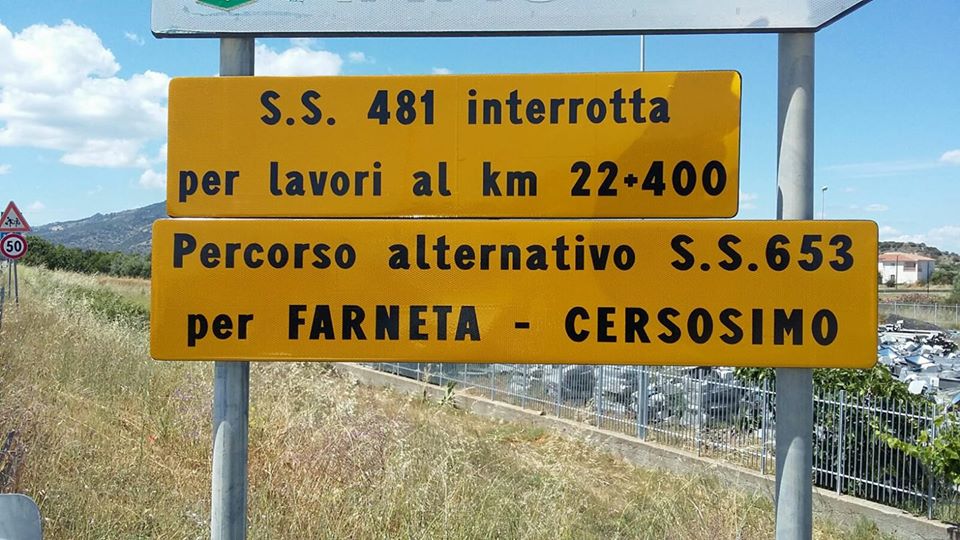 S.S. 481 interrotta
per lavori al km 22+400
Percorso alternativo S.S.653
per FARNETA - CERSOSIMO
50